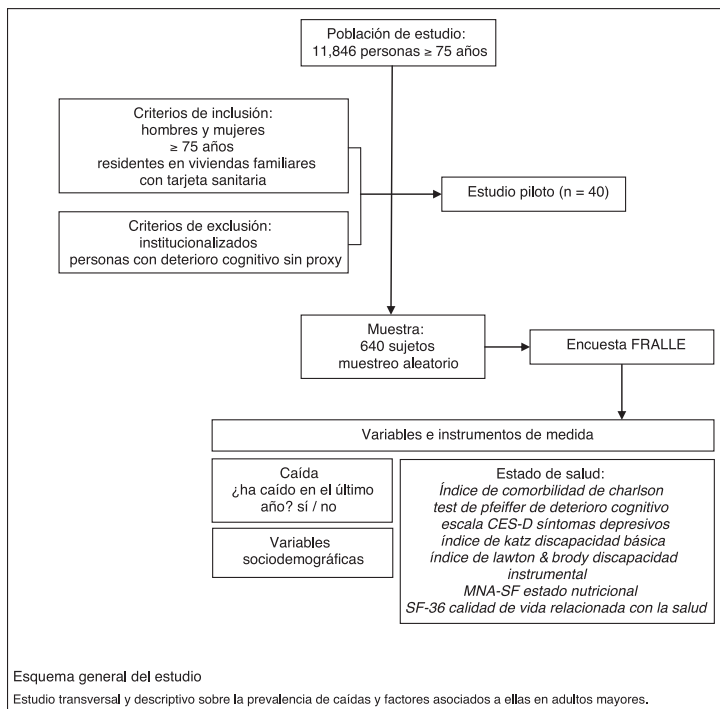 Población de estudio:
11,846 personas ≥ 75 años
Criterios de inclusión:
hombres y mujeres
≥ 75 años
residentes en viviendas familiares
con tarjeta sanitaria
Estudio piloto (n = 40)
Criterios de exclusión:
institucionalizados
personas con deterioro cognitivo sin proxy
Muestra:
640 sujetos
muestreo aleatorio
Encuesta FRALLE
Variables e instrumentos de medida
Caída
¿ha caído en el último
año? sí / no
Variables
sociodemográficas
Estado de salud:
Índice de comorbilidad de charlson
test de pfeiffer de deterioro cognitivo
escala CES-D síntomas depresivos
índice de katz discapacidad básica
índice de lawton & brody discapacidad
instrumental
MNA-SF estado nutricional
SF-36 calidad de vida relacionada con la salud
Esquema general del estudio
Estudio transversal y descriptivo sobre la prevalencia de caídas y factores asociados a ellas en adultos mayores.